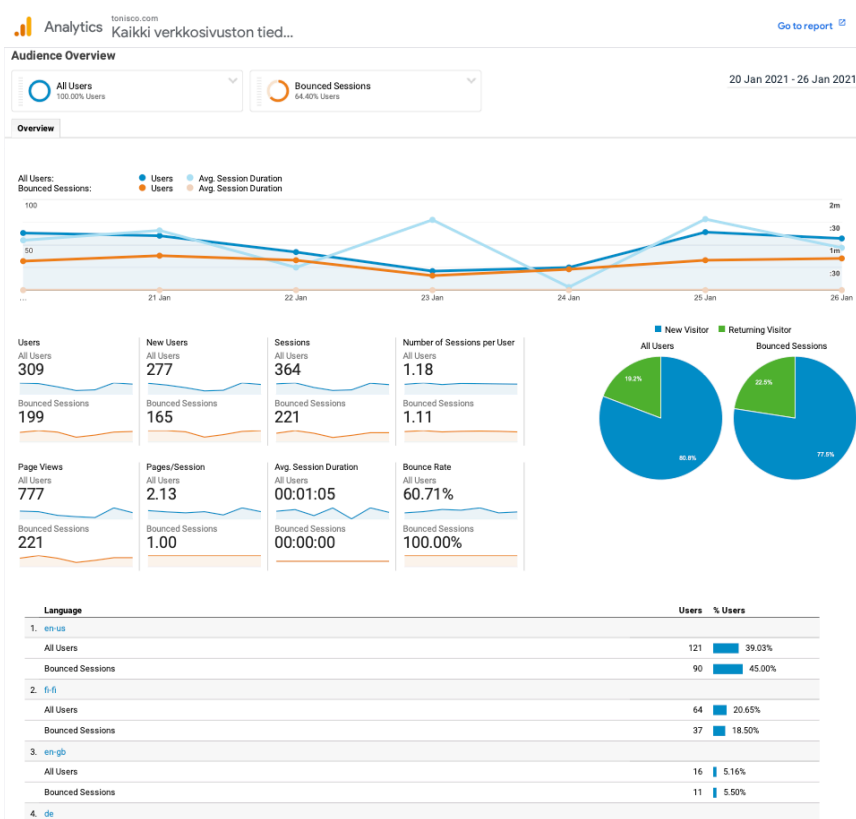 Analytics
tonisco.com
Kaikki verkkosivuston tied...
Go to report
Audience Overview
All Users
100.00% Users
Bounced Sessions
64.40% Users
20 Jan 2021 - 26 Jan 2021
Overview
All Users: Users Avg. Session Duration
Bounced Sessions: Users Avg. Session Duration
100 2m
:30
50 1m
:30
... 21 Jan 22 Jan 23 Jan 24 Jan 25 Jan 26 Jan
New Visitor Returning Visitor
All Users Bounced Sessions
19.2% 80.8%
22.5% 77.5%
Users New Users Sessions Number of Sessions per User
All Users All Users All Users All Users
309 277 364 1.18
Bounced Sessions Bounced Sessions Bounced Sessions Bounced Sessions
199 165 221 1.11
Page Views Pages/Session Avg. Session Duration Bounce Rate
All Users All Users All Users All Users
777 2.13 00:01:05 60.71%
Bounced Sessions Bounced Sessions Bounced Sessions Bounced Sessions
221 1.00 00:00:00 100.00%
Language Users % Users
1. en-us
All Users 121 39.03%
Bounced Sessions 90 45.00%
2. fi-fi
All Users 64 20.65%
Bounced Sessions 37 18.50%
3. en-gb
All Users 16 5.16%
Bounced Sessions 11 5.50%
4. de